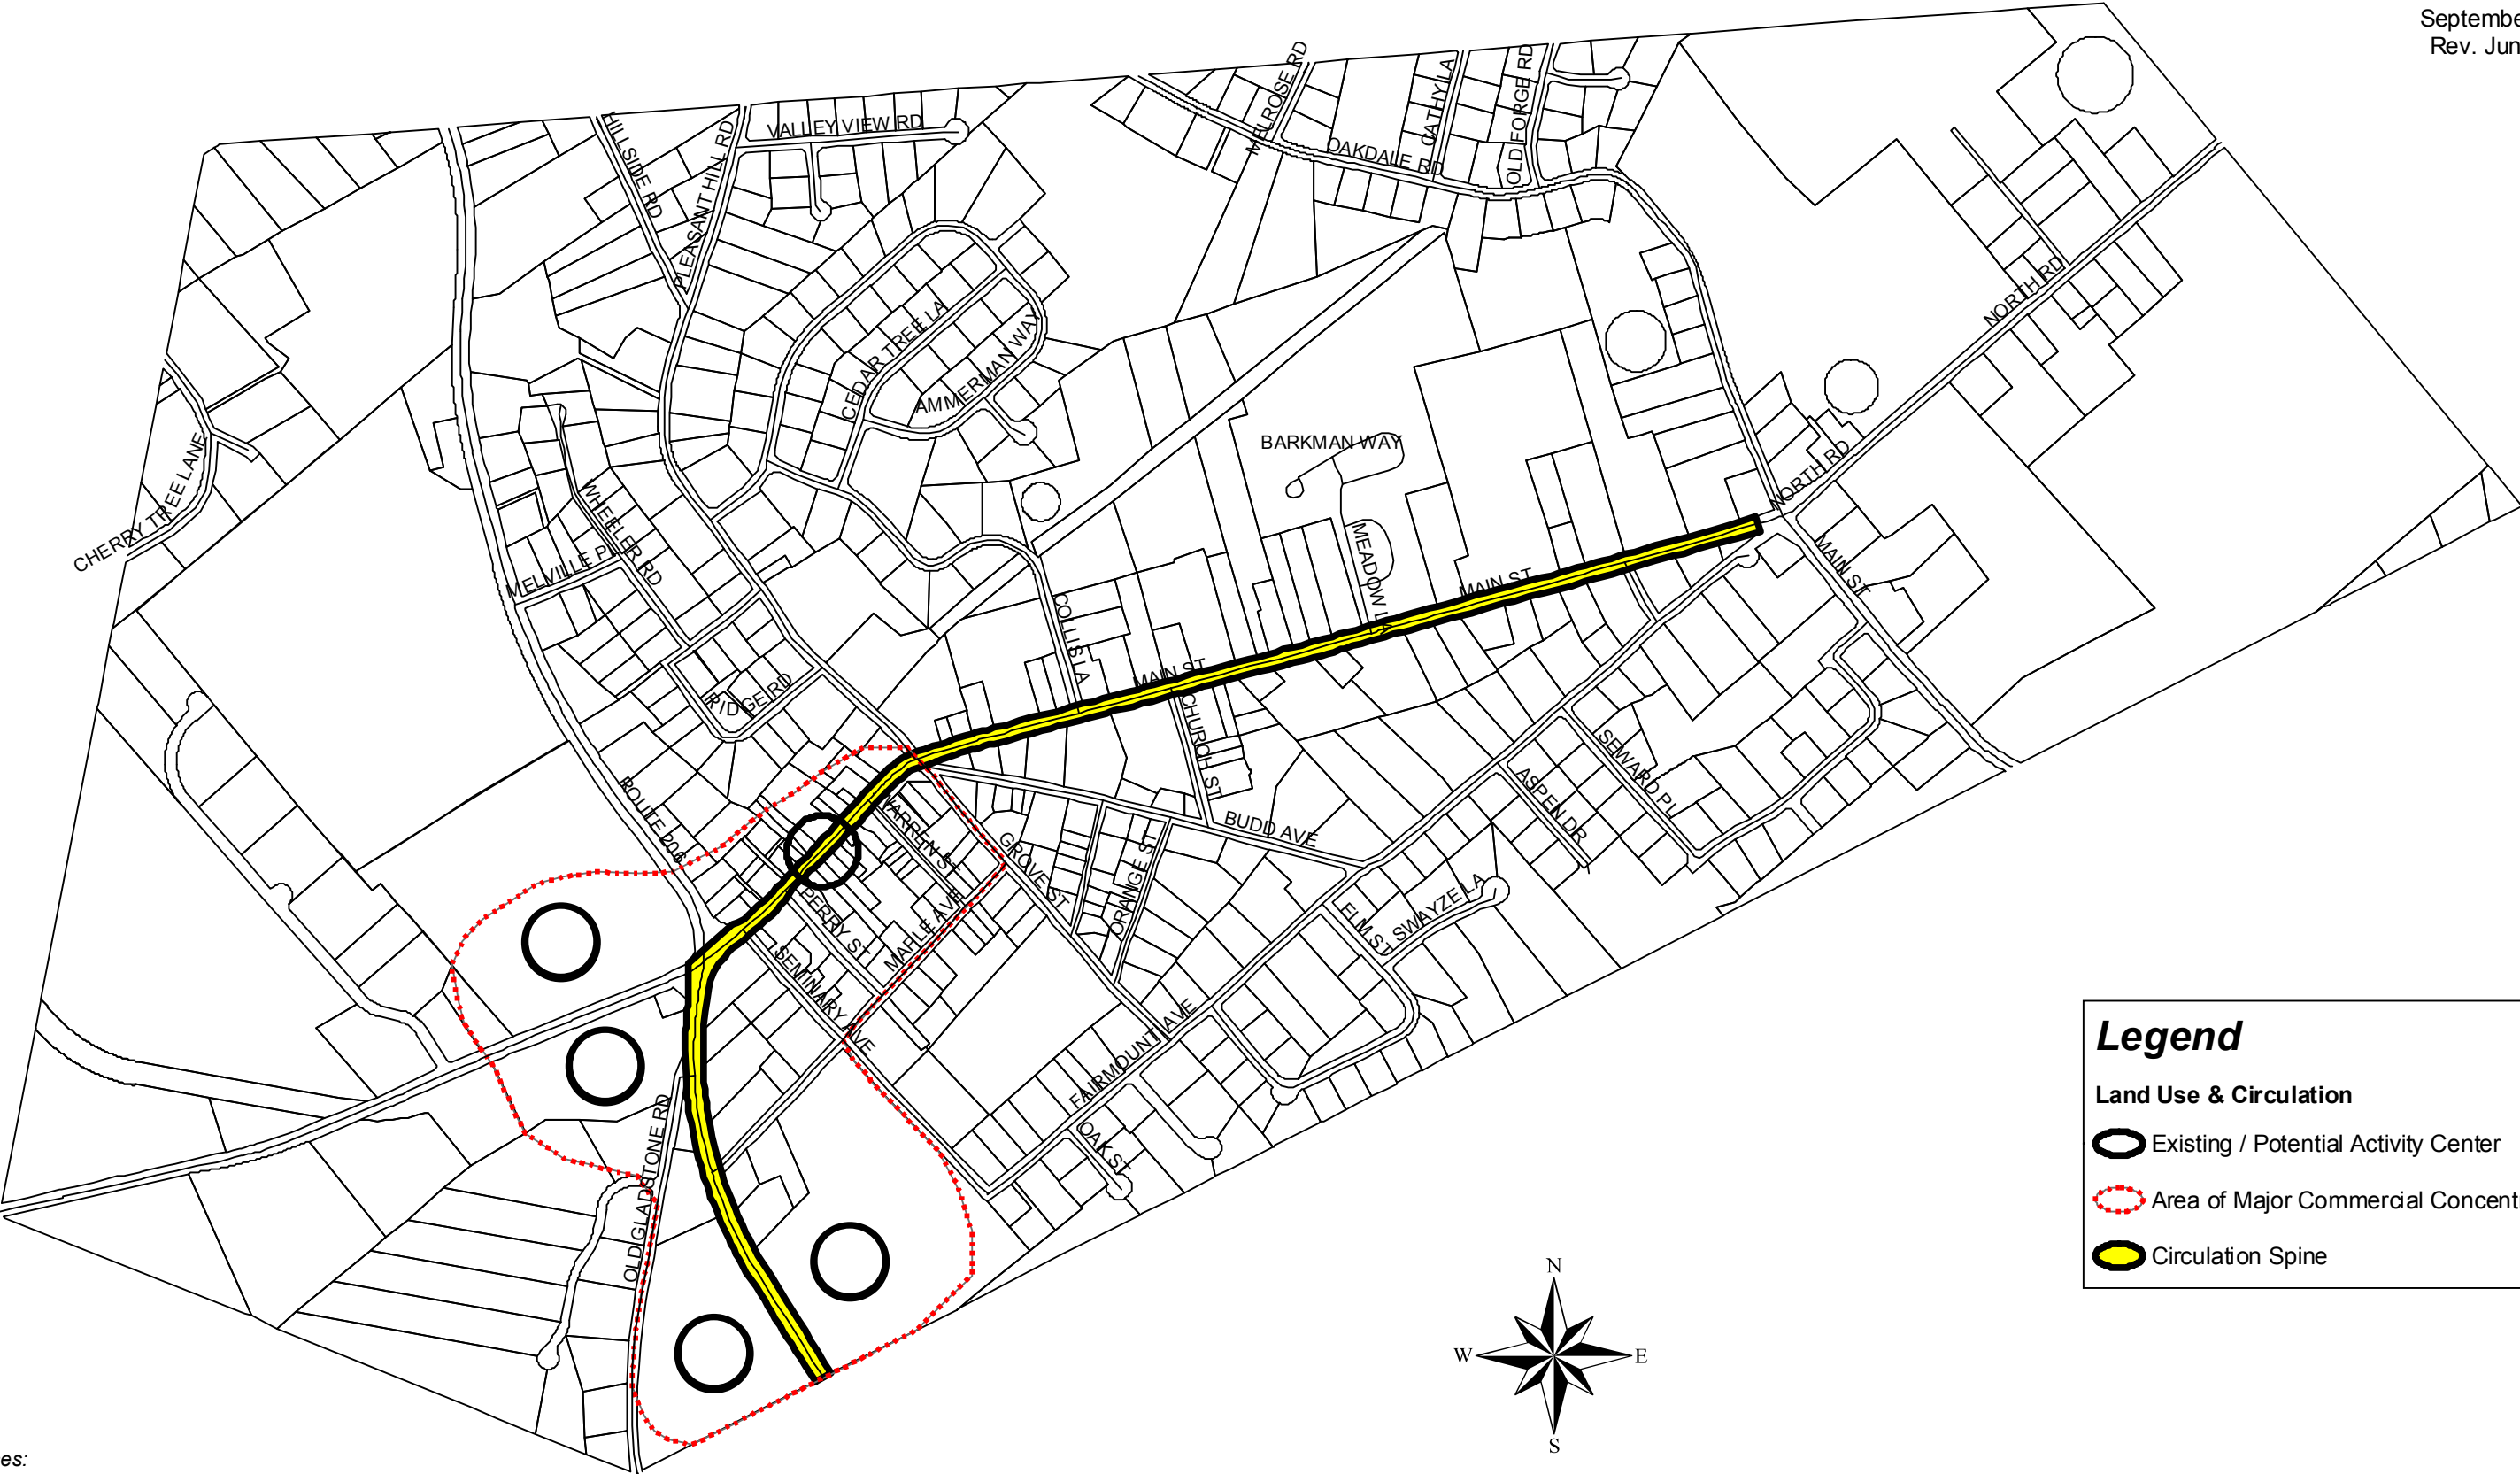 Septembe
Rev. Jun
MELROSE RD
CATHY LA
OLD FORGE RD
HILLSIDE RD
PLEASANT HILL RD
VALLEY VIEW RD
OAKDALE RD
NORTH RD
CEDAR TREE LA
AMMERMAN WAY
CHERRY TREE LANE
BARKMAN WAY
NORTH RD
WHEELER RD
MELVILLE PL
MEADOW LA
MAIN ST
MAIN ST
COLLIS LA
MAIN ST
RIDGE RD
CHURCH ST
SEWARD PL
ASPEN DR
ROUTE 206
WARREN ST
GROVE ST
ORANGE ST
BUDD AVE
PERRY ST
MAPLE AVE
ELM ST
SWAYZE LA
SEMINARY AVE
FAIRMOUNT AVE
OAK ST
OLD GLADSTONE RD
Legend
Land Use & Circulation
Existing / Potential Activity Center
Area of Major Commercial Concent
Circulation Spine
N
W
E
S
es: